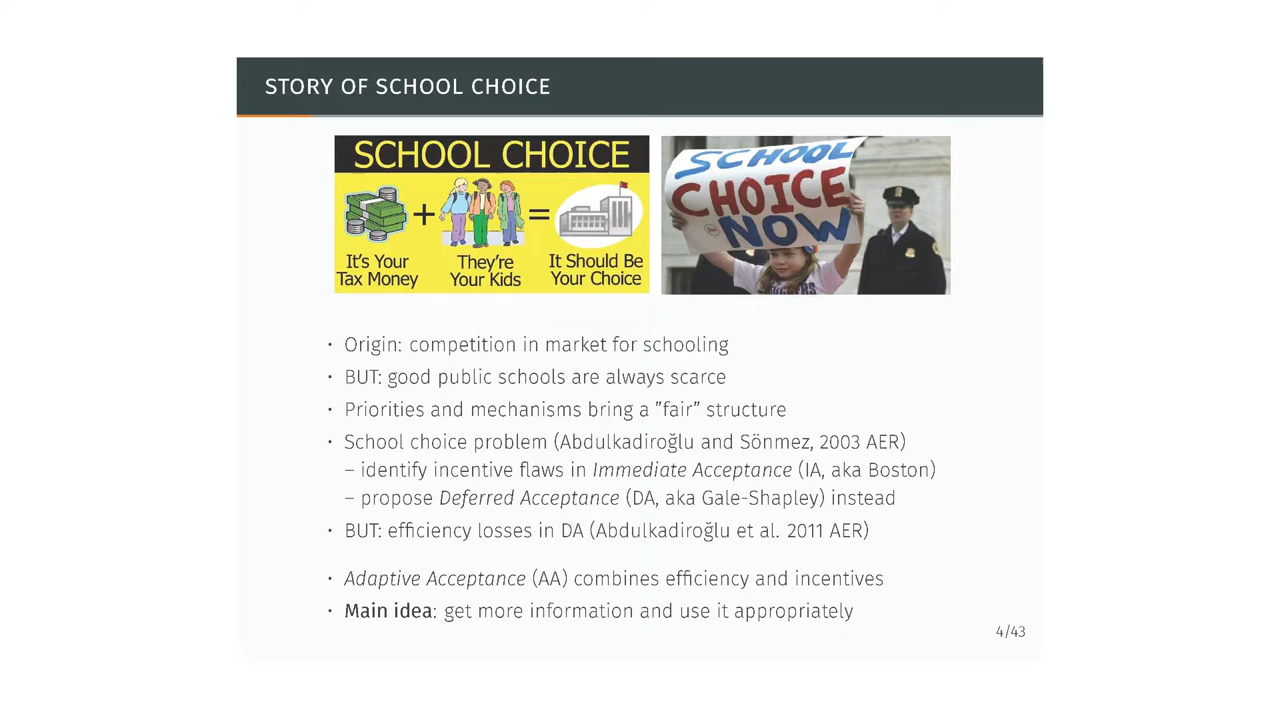 STORY OF SCHOOL CHOICE
SCHOOL CHOICE
+ =
It's Your
Tax Money
They're
Your Kids
It Should Be
Your Choice
SCHOOL
CHOICE
NOW
· Origin: competition in market for schooling
· BUT: good public schools are always scarce
· Priorities and mechanisms bring a ”fair” structure
· School choice problem (Abdulkadiroğlu and Sönmez, 2003 AER)
– identify incentive flaws in Immediate Acceptance (IA, aka Boston)
– propose Deferred Acceptance (DA, aka Gale-Shapley) instead
· BUT: efficiency losses in DA (Abdulkadiroğlu et al. 2011 AER)
· Adaptive Acceptance (AA) combines efficiency and incentives
· Main idea: get more information and use it appropriately
4/43